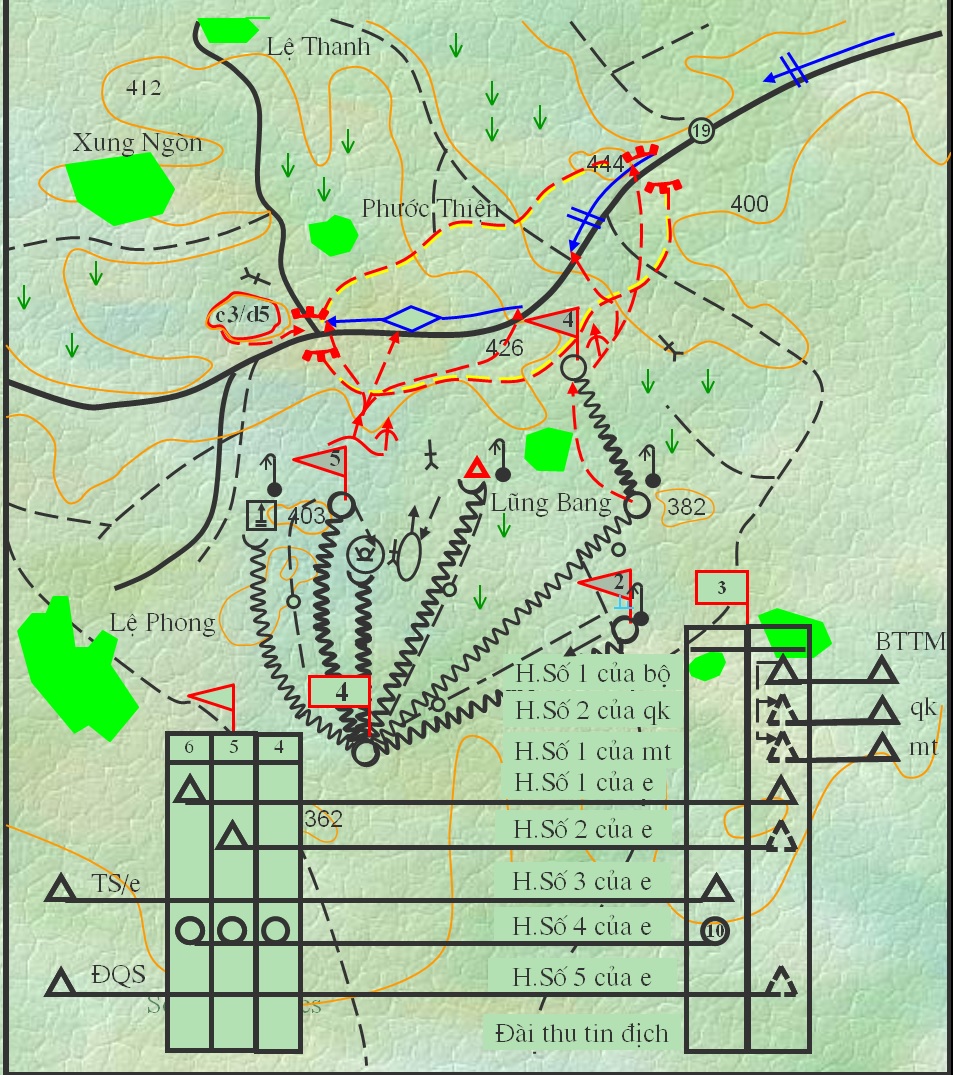 Lệ Thanh
412
Xung Ngòn
19
444
400
Phước Thiên
c3/d5
4
426
5
Lũng Bang
382
403
2
3
Lệ Phong
BTTM
H.Số 1 của bộ
4
qk
H.Số 2 của qk
6 5 4
H.Số 1 của mt
mt
H.Số 1 của e
362
H.Số 2 của e
TS/e
H.Số 3 của e
H.Số 4 của e
10
ĐQS
H.Số 5 của e
Đài thu tin địch